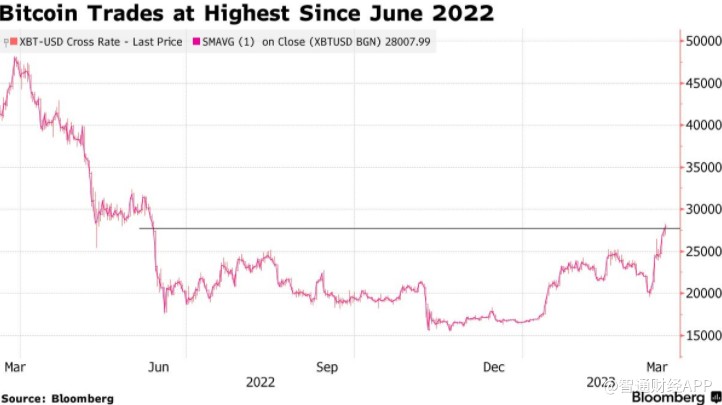 Bitcoin Trades at Highest Since June 2022
XBT-USD Cross Rate - Last Price SMAVG (1) on Close (XBTUSD BGN) 28007.99
50000
45000
40000
35000
30000
25000
20000
15000
Mar Jun Sep Dec Mar
2022 2023
@智通财经APP
Source: Bloomberg Bloomberg